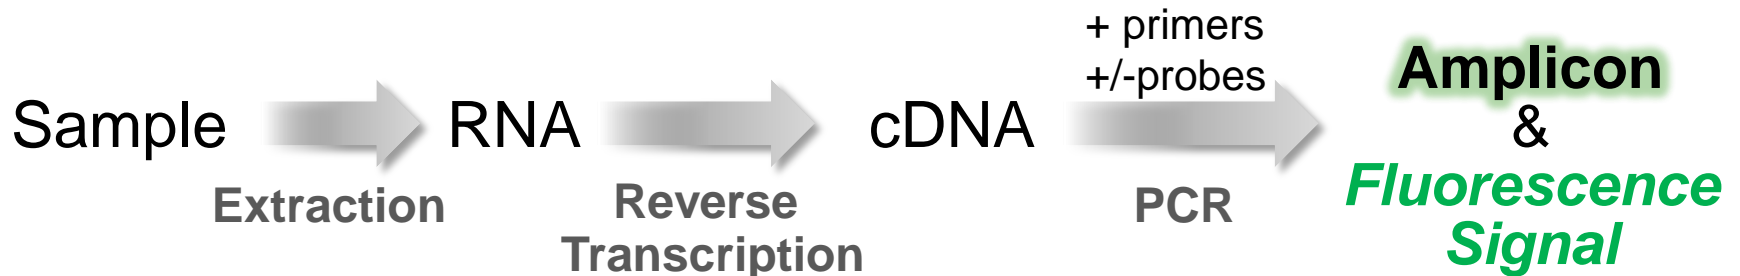 + primers
+/-probes
Sample
RNA
cDNA
Amplicon
&
Fluorescence
Signal
Extraction
Reverse
Transcription
PCR